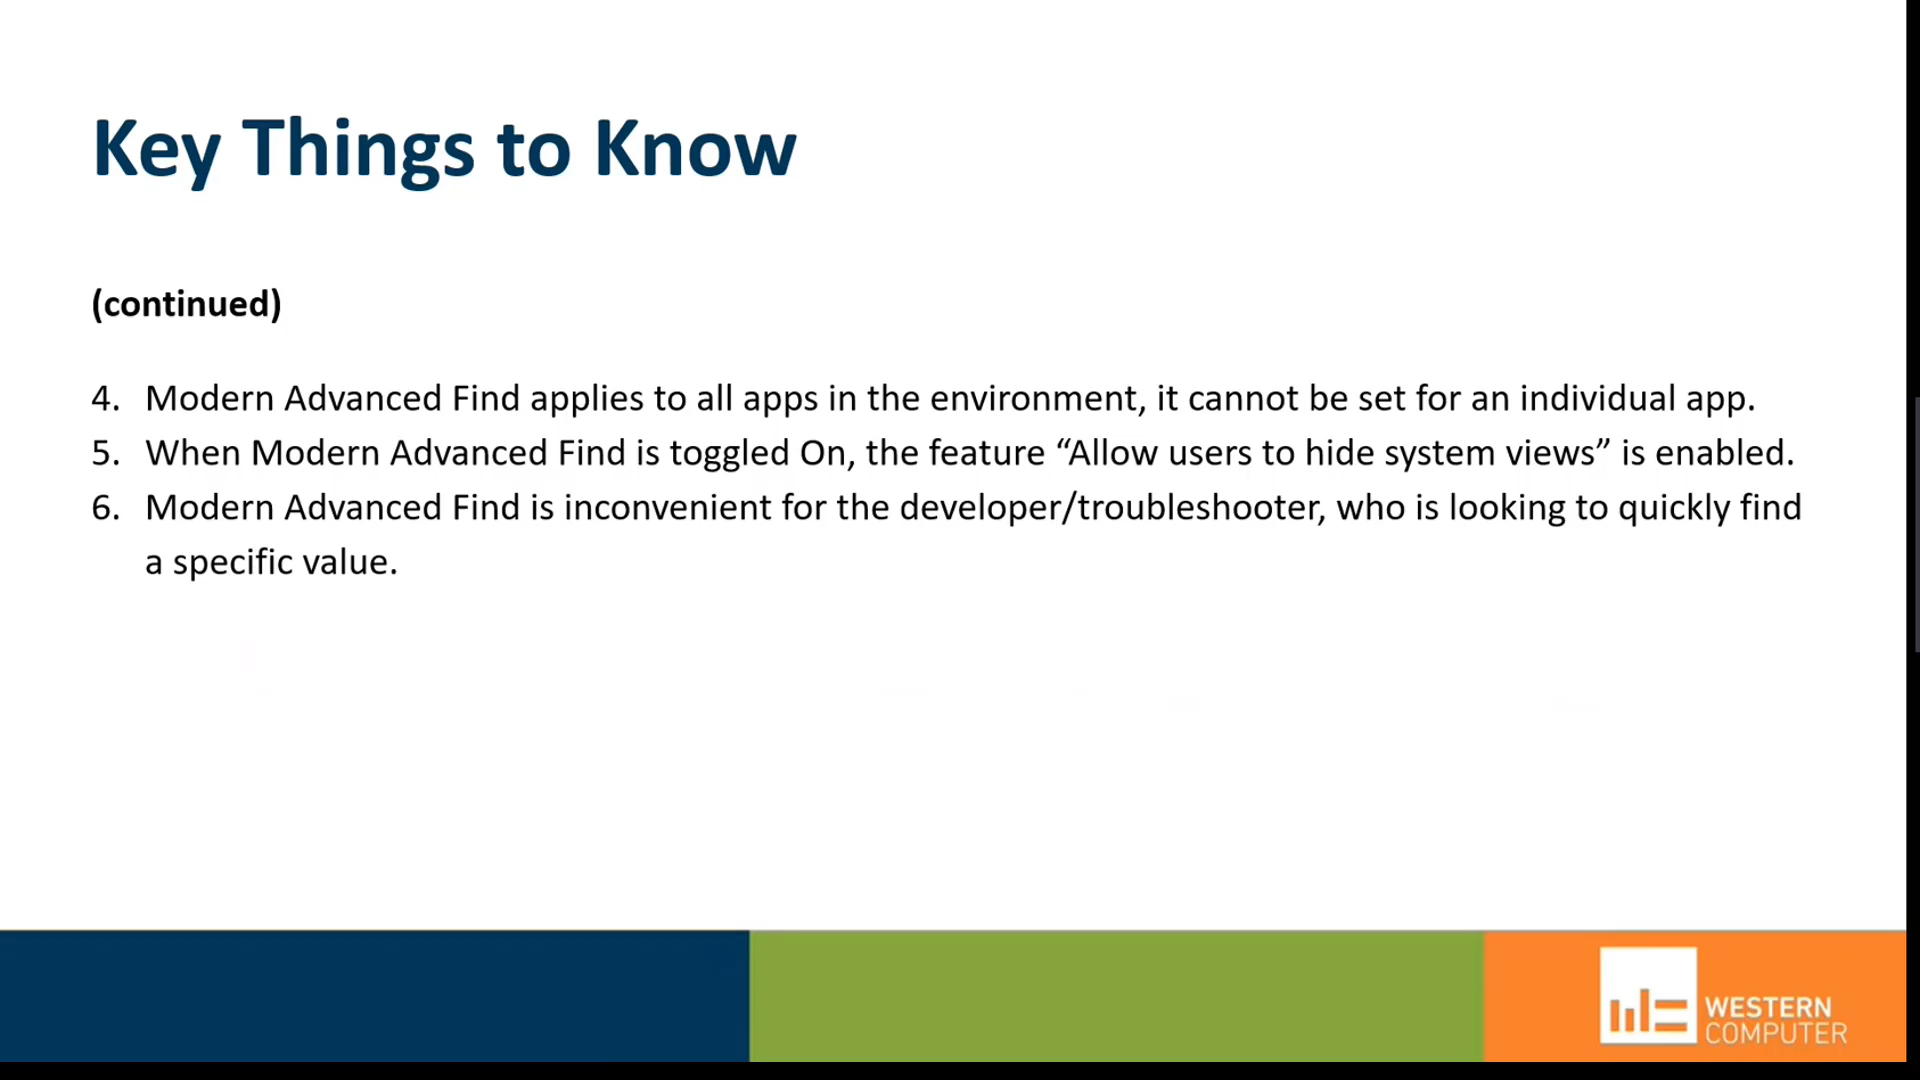 Key Things to Know
(continued)
4. Modern Advanced Find applies to all apps in the environment, it cannot be set for an individual app.
5. When Modern Advanced Find is toggled On, the feature “Allow users to hide system views” is enabled.
6. Modern Advanced Find is inconvenient for the developer/troubleshooter, who is looking to quickly find
a specific value.
WESTERN
COMPUTER